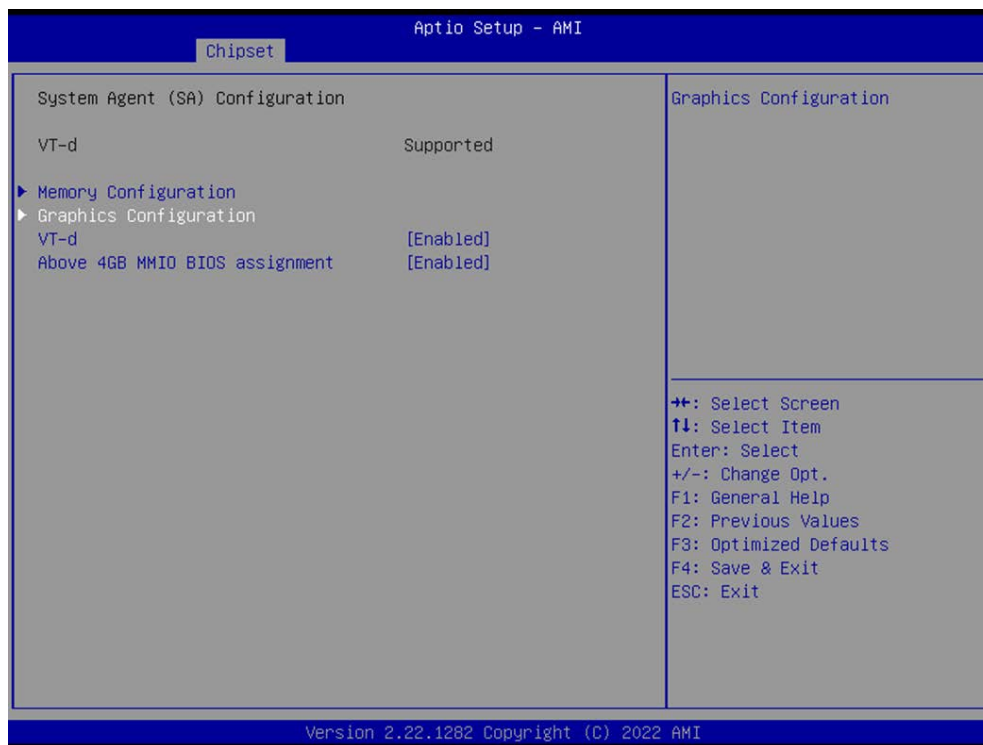 Aptio Setup - AMI
Chipset
System Agent (SA) Configuration
VT-d Supported
Memory Configuration
Graphics Configuration
VT-d [Enabled]
Above 4GB MMIO BIOS assignment [Enabled]
Graphics Configuration
→←: Select Screen
↑↓: Select Item
Enter: Select
+/-: Change Opt.
F1: General Help
F2: Previous Values
F3: Optimized Defaults
F4: Save & Exit
ESC: Exit
Version 2.22.1282 Copyright (C) 2022 AMI